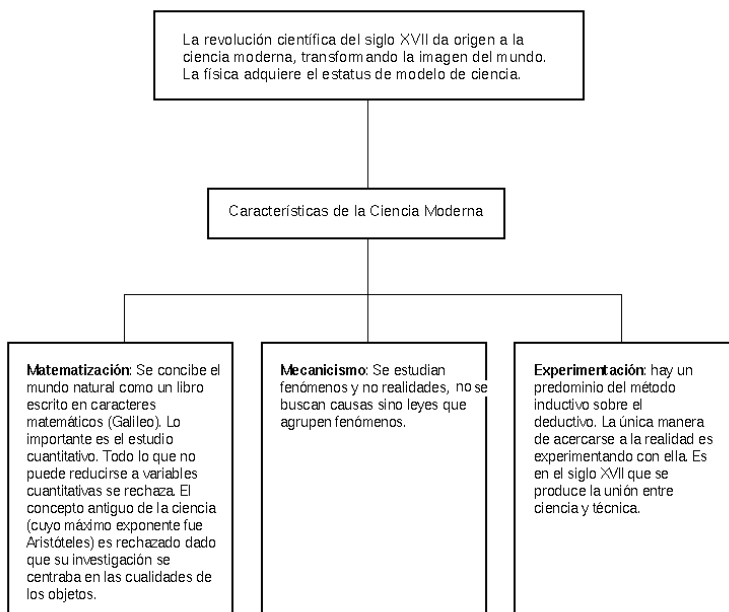 La revolución científica del siglo XVII da origen a la
ciencia moderna, transformando la imagen del mundo.
La física adquiere el estatus de modelo de ciencia.
Características de la Ciencia Moderna
Matematización: Se concibe el
mundo natural como un libro
escrito en caracteres
matemáticos (Galileo). Lo
importante es el estudio
cuantitativo. Todo lo que no
puede reducirse a variables
cuantitativas se rechaza. El
concepto antiguo de la ciencia
(cuyo máximo exponente fue
Aristóteles) es rechazado dado
que su investigación se
centraba en las cualidades de
los objetos.
Mecanicismo: Se estudian
fenómenos y no realidades, no se
buscan causas sino leyes que
agrupen fenómenos.
Experimentación: hay un
predominio del método
inductivo sobre el
deductivo. La única manera
de acercarse a la realidad es
experimentando con ella. Es
en el siglo XVII que se
produce la unión entre
ciencia y técnica.